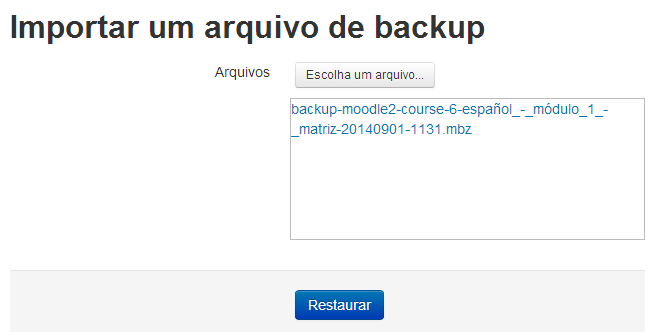 Importar um arquivo de backup
Arquivos
Escolha um arquivo...
backup-moodle2-course-6-español_-_módulo_1_-
_matriz-20140901-1131.mbz
Restaurar